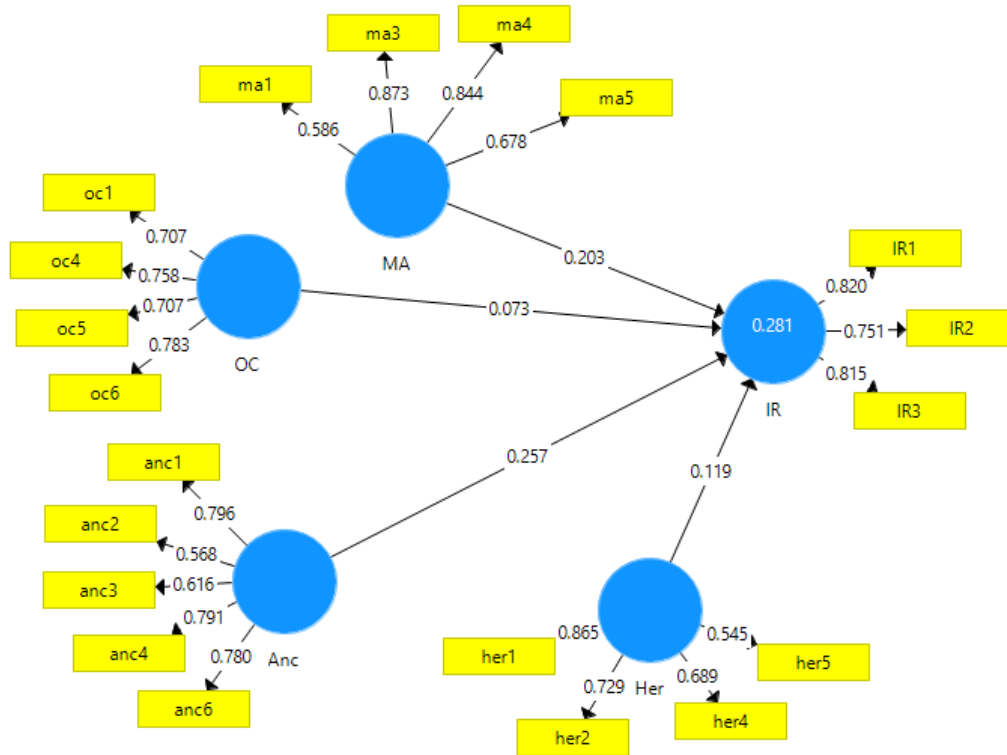 ma4
ma3
ma1
0.873
0.844
ma5
0.586
0.678
oc1
0.707
oc4
0.758
MA
0.203
IR1
0.820
oc5
0.707
0.073
0.281
0.751
IR2
0.783
OC
0.815
oc6
IR
IR3
anc1
0.257
0.119
0.796
anc2
0.568
anc3
0.616
0.791
anc4
0.780
Anc
0.865
0.545
her1
her5
0.729
Her
0.689
anc6
her2
her4